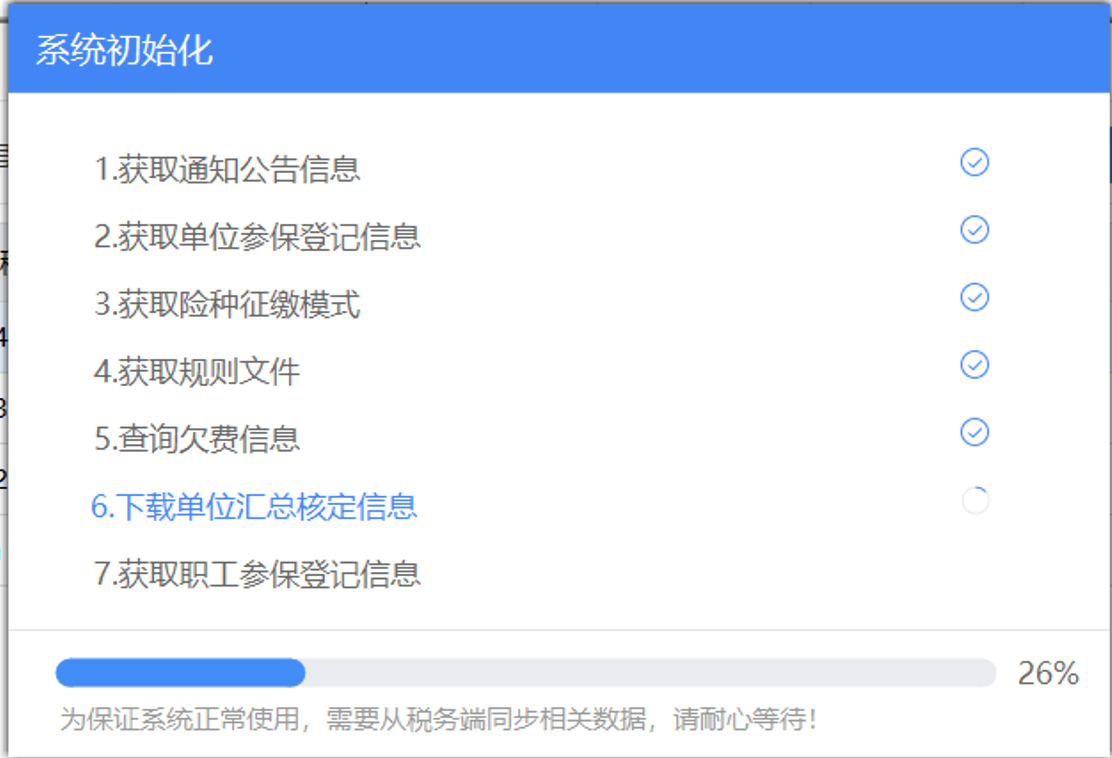 系统初始化
1.获取通知公告信息
2.获取单位参保登记信息
3.获取险种征缴模式
4.获取规则文件
5.查询欠费信息
6.下载单位汇总核定信息
7.获取职工参保登记信息
26%
为保证系统正常使用，需要从税务端同步相关数据，请耐心等待！